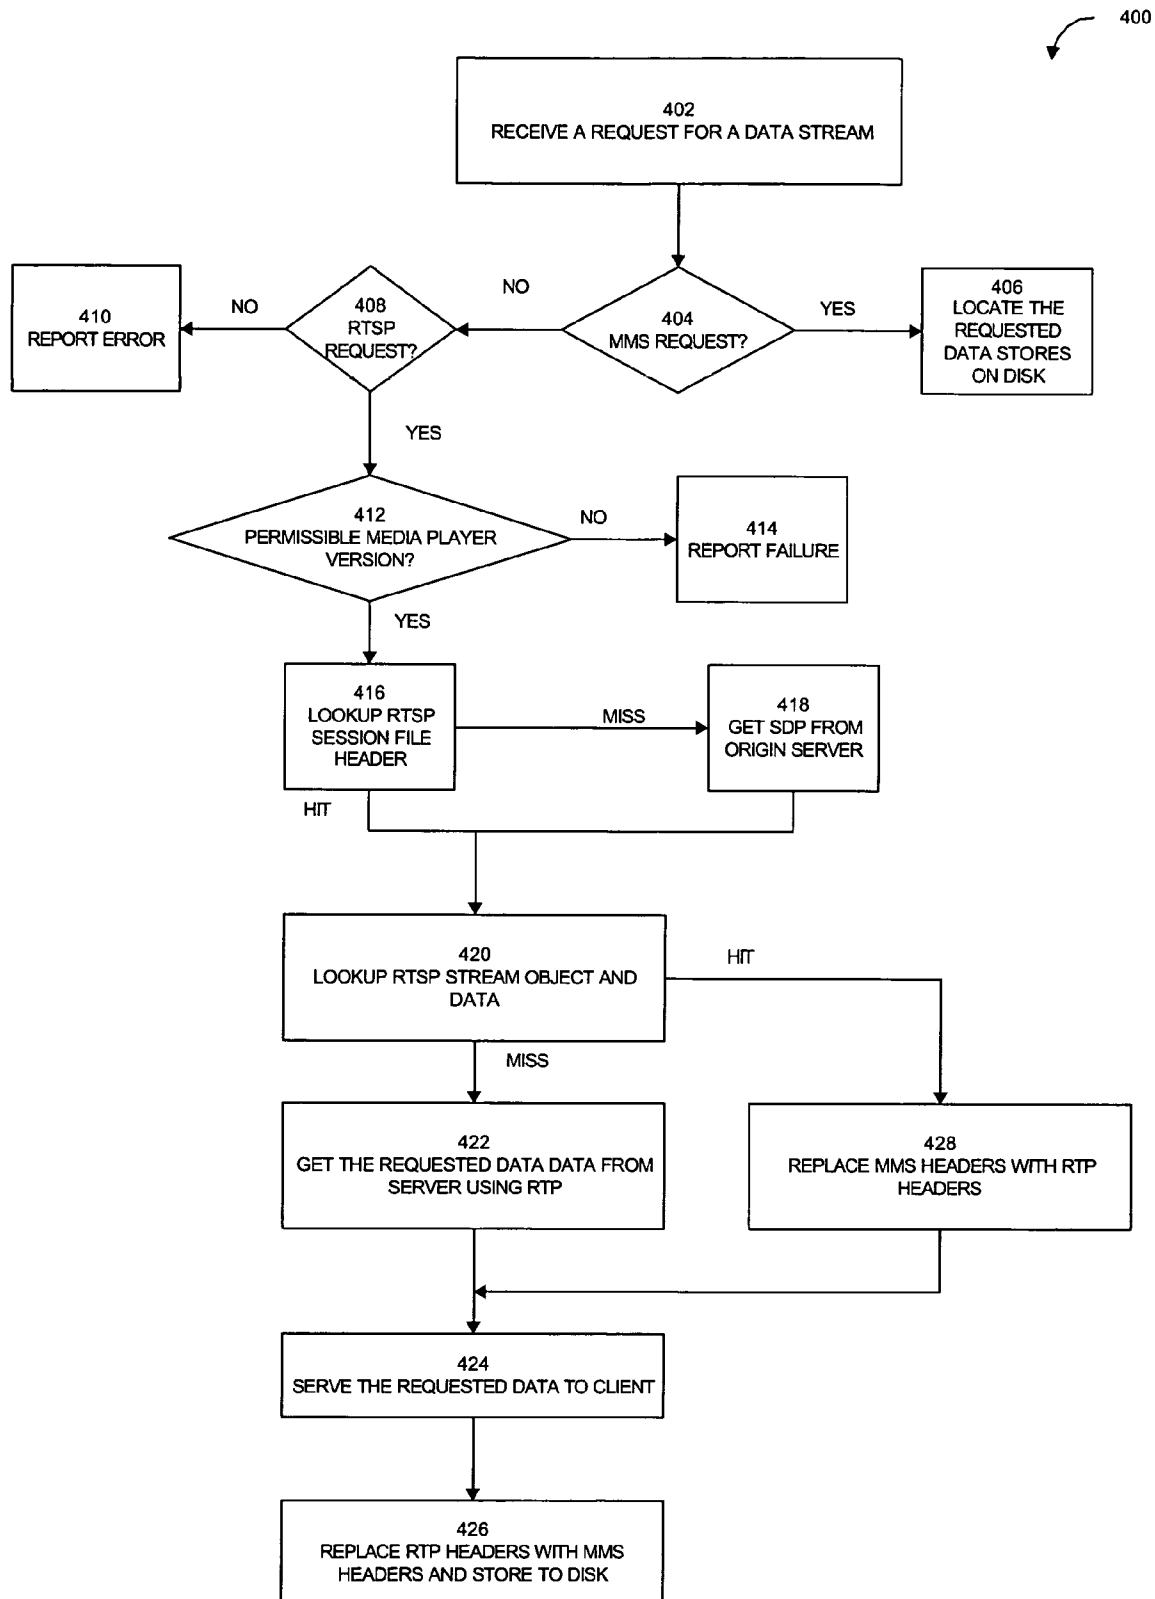 400
402
RECEIVE A REQUEST FOR A DATA STREAM
NO
YES
NO
410
REPORT ERROR
408
RTSP
REQUEST?
404
MMS REQUEST?
406
LOCATE THE
REQUESTED
DATA STORES
ON DISK
YES
412
PERMISSIBLE MEDIA PLAYER
VERSION?
NO
414
REPORT FAILURE
YES
416
LOOKUP RTSP
SESSION FILE
HEADER
MISS
418
GET SDP FROM
ORIGIN SERVER
HIT
420
LOOKUP RTSP STREAM OBJECT AND
DATA
HIT
MISS
422
GET THE REQUESTED DATA DATA FROM
SERVER USING RTP
428
REPLACE MMS HEADERS WITH RTP
HEADERS
424
SERVE THE REQUESTED DATA TO CLIENT
426
REPLACE RTP HEADERS WITH MMS
HEADERS AND STORE TO DISK